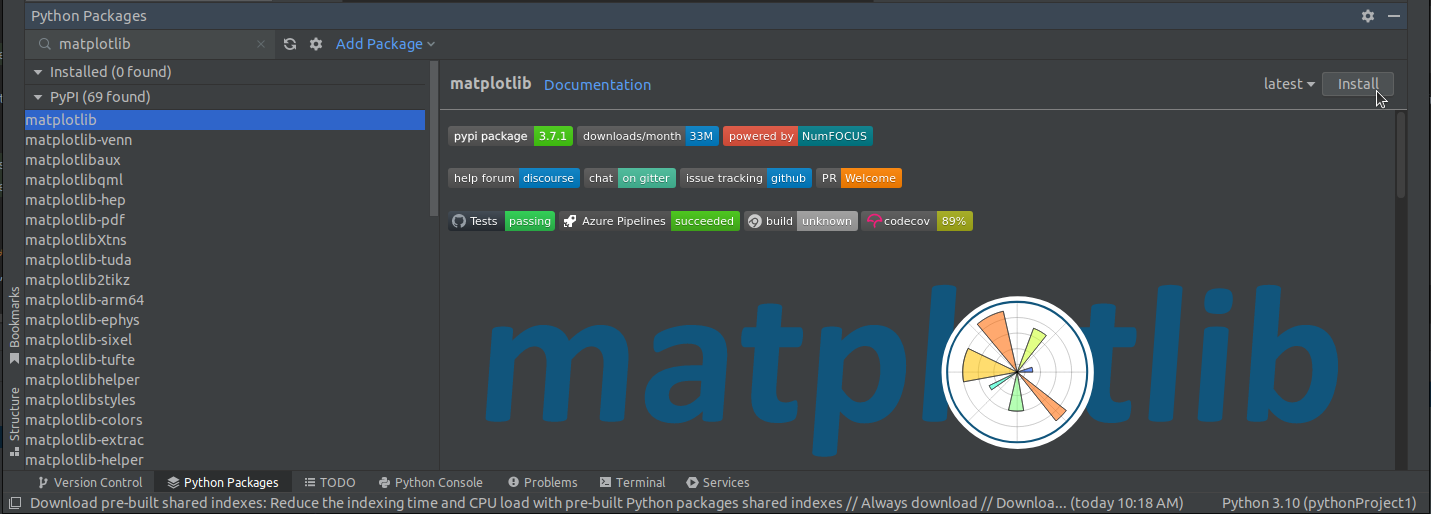 Python Packages
matplotlib
Add Package
Installed (0 found)
PyPI (69 found)
matplotlib
matplotlib-venn
matplotlibaux
matplotlibqml
matplotlib-hep
matplotlib-pdf
matplotlibXtns
matplotlib-tuda
matplotlib2tikz
matplotlib-arm64
matplotlib-ephys
matplotlib-sixel
matplotlib-tufte
matplotlibhelper
matplotlibstyles
matplotlib-colors
matplotlib-extrac
matplotlib-helper
matplotlib Documentation
latest Install
pypi package 3.7.1 downloads/month 33M powered by NumFOCUS
help forum discourse chat on gitter issue tracking github PR Welcome
Tests passing Azure Pipelines succeeded build unknown codecov 89%
matplotlib
Bookmarks
Structure
Version Control Python Packages TODO Python Console Problems Terminal Services
Download pre-built shared indexes: Reduce the indexing time and CPU load with pre-built Python packages shared indexes // Always download // Downloa... (today 10:18 AM) Python 3.10 (pythonProject1)